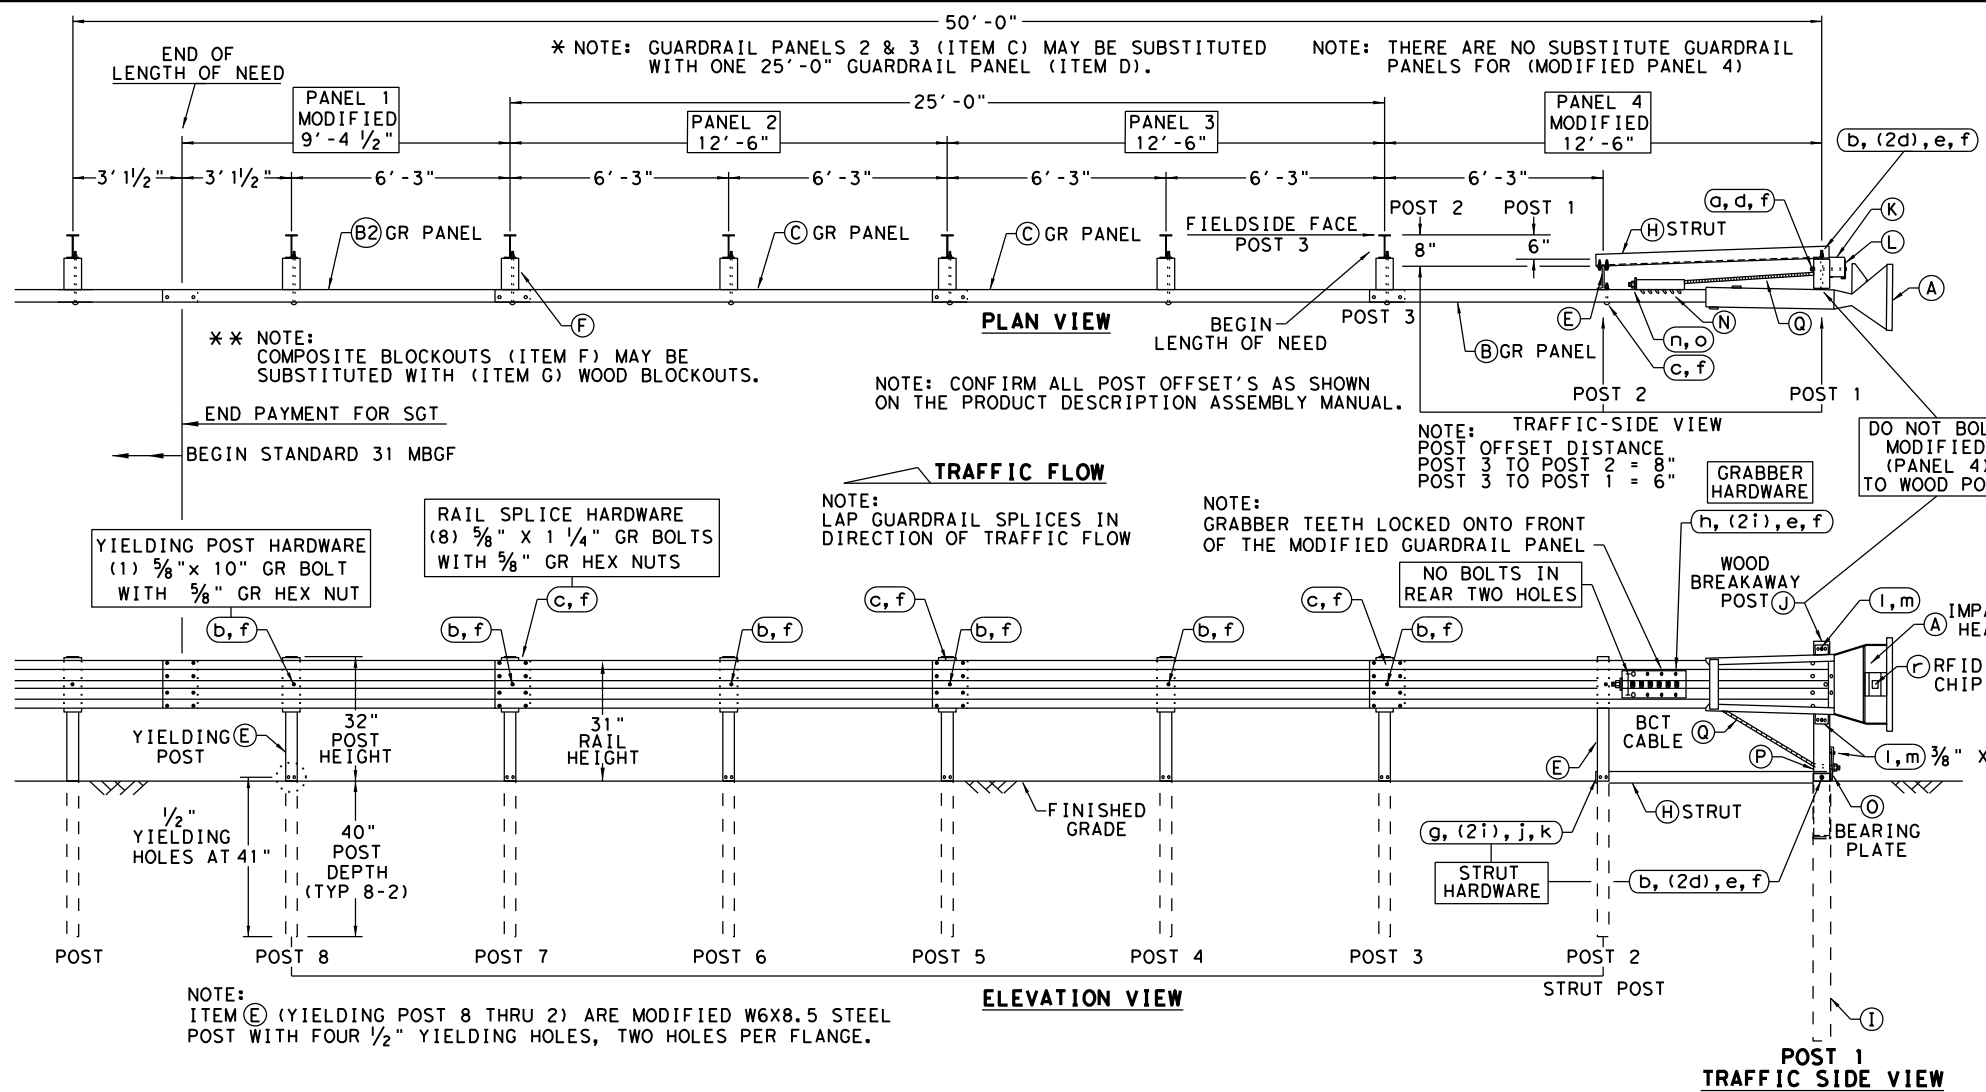 50'-0"
END OF
LENGTH OF NEED
* NOTE: GUARDRAIL PANELS 2 & 3 (ITEM C) MAY BE SUBSTITUTED
WITH ONE 25'-0" GUARDRAIL PANEL (ITEM D).
NOTE: THERE ARE NO SUBSTITUTE GUARDRAIL
PANELS FOR (MODIFIED PANEL 4)
PANEL 1
MODIFIED
9'-4 1/2"
25'-0"
PANEL 2
12'-6"
PANEL 3
12'-6"
PANEL 4
MODIFIED
12'-6"
b, (2d), e, f
3' 1 1/2"
3' 1 1/2"
6'-3"
6'-3"
6'-3"
6'-3"
6'-3"
6'-3"
POST 2
POST 1
a, d, f
K
B2 GR PANEL
C GR PANEL
C GR PANEL
FIELDSIDE FACE
POST 3
8"
6"
H STRUT
L
A
F
PLAN VIEW
BEGIN
LENGTH OF NEED
POST 3
E
N
Q
n, o
B GR PANEL
c, f
** NOTE:
COMPOSITE BLOCKOUTS (ITEM F) MAY BE
SUBSTITUTED WITH (ITEM G) WOOD BLOCKOUTS.
NOTE: CONFIRM ALL POST OFFSET'S AS SHOWN
ON THE PRODUCT DESCRIPTION ASSEMBLY MANUAL.
POST 2
POST 1
END PAYMENT FOR SGT
BEGIN STANDARD 31 MBGF
TRAFFIC-SIDE VIEW
NOTE:
POST OFFSET DISTANCE
POST 3 TO POST 2 = 8"
POST 3 TO POST 1 = 6"
DO NOT BOL
MODIFIED
(PANEL 4)
TO WOOD PO
TRAFFIC FLOW
NOTE:
LAP GUARDRAIL SPLICES IN
DIRECTION OF TRAFFIC FLOW
NOTE:
GRABBER TEETH LOCKED ONTO FRONT
OF THE MODIFIED GUARDRAIL PANEL
GRABBER
HARDWARE
h, (2i), e, f
YIELDING POST HARDWARE
(1) 5/8"x 10" GR BOLT
WITH 5/8" GR HEX NUT
RAIL SPLICE HARDWARE
(8) 5/8" X 1 1/4" GR BOLTS
WITH 5/8" GR HEX NUTS
NO BOLTS IN
REAR TWO HOLES
WOOD
BREAKAWAY
POST J
l, m
b, f
b, f
c, f
b, f
c, f
b, f
b, f
c, f
b, f
A IMPA
HEA
r RFID
CHIP
YIELDING E
POST
32"
POST
HEIGHT
31"
RAIL
HEIGHT
BCT
CABLE Q
E
P
l, m 3/8" X
1/2"
YIELDING
HOLES AT 41"
40"
POST
DEPTH
(TYP 8-2)
FINISHED
GRADE
H STRUT
O
BEARING
PLATE
g, (2i), j, k
STRUT
HARDWARE
b, (2d), e, f
POST
POST 8
POST 7
POST 6
POST 5
POST 4
POST 3
POST 2
STRUT POST
ELEVATION VIEW
NOTE:
ITEM E (YIELDING POST 8 THRU 2) ARE MODIFIED W6X8.5 STEEL
POST WITH FOUR 1/2" YIELDING HOLES, TWO HOLES PER FLANGE.
I
POST 1
TRAFFIC SIDE VIEW